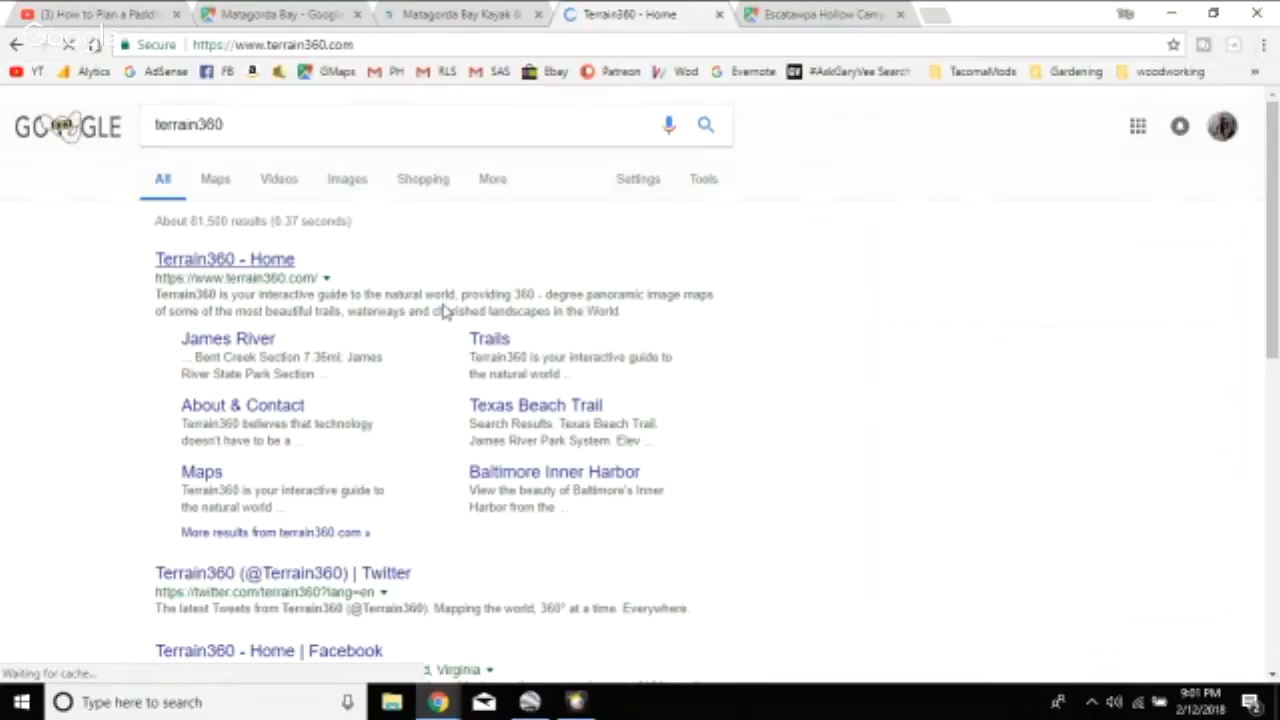 (3) How to Plan a Paddl
Matagorda Bay - Google
Matagorda Bay Kayak &
Terrain360 - Home
Escatawpa Hollow Camp
Google
Secure
https://www.terrain360.com
YT
Alytics
AdSense
FB
GMaps
PH
RLS
SAS
Ebay
Patreon
Wod
Evernote
#AskGaryVee Search
TacomaMods
Gardening
woodworking
»
GOOGLE
terrain360
All
Maps
Videos
Images
Shopping
More
Settings
Tools
About 81,500 results (0.37 seconds)
Terrain360 - Home
https://www.terrain360.com/
Terrain360 is your interactive guide to the natural world, providing 360 - degree panoramic image maps
of some of the most beautiful trails, waterways and cherished landscapes in the World.
James River
... Bent Creek Section 7.36mi; James
River State Park Section ...
Trails
Terrain360 is your interactive guide to
the natural world ...
About & Contact
Terrain360 believes that technology
doesn't have to be a ...
Texas Beach Trail
Search Results. Texas Beach Trail.
James River Park System. Elev ...
Maps
Terrain360 is your interactive guide to
the natural world ...
Baltimore Inner Harbor
View the beauty of Baltimore's Inner
Harbor from the ...
More results from terrain360.com »
Terrain360 (@Terrain360) | Twitter
https://twitter.com/terrain360?lang=en
The latest Tweets from Terrain360 (@Terrain360). Mapping the world, 360° at a time. Everywhere.
Terrain360 - Home | Facebook
Waiting for cache...
, Virginia
Type here to search
9:01 PM
2/12/2018
2